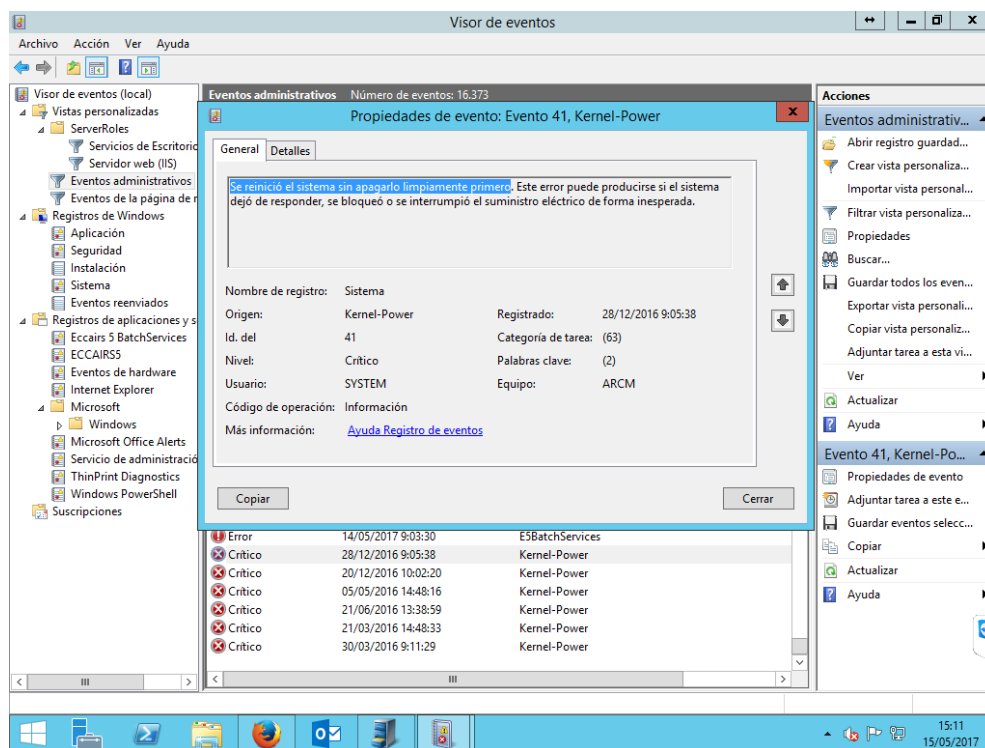 Visor de eventos
Archivo Acción Ver Ayuda
Visor de eventos (local)
Vistas personalizadas
ServerRoles
Servicios de Escritorio
Servidor web (IIS)
Eventos administrativos
Eventos de la página de r
Registros de Windows
Aplicación
Seguridad
Instalación
Sistema
Eventos reenviados
Registros de aplicaciones y s
Eccairs 5 BatchServices
ECCAIRS5
Eventos de hardware
Internet Explorer
Microsoft
Windows
Microsoft Office Alerts
Servicio de administració
ThinPrint Diagnostics
Windows PowerShell
Suscripciones
Eventos administrativos Número de eventos: 16.373
Propiedades de evento: Evento 41, Kernel-Power
General Detalles
Se reinició el sistema sin apagarlo limpiamente primero. Este error puede producirse si el sistema
dejó de responder, se bloqueó o se interrumpió el suministro eléctrico de forma inesperada.
Nombre de registro: Sistema
Origen: Kernel-Power Registrado: 28/12/2016 9:05:38
Id. del 41 Categoría de tarea: (63)
Nivel: Crítico Palabras clave: (2)
Usuario: SYSTEM Equipo: ARCM
Código de operación: Información
Más información: Ayuda Registro de eventos
Copiar Cerrar
Error 14/05/2017 9:03:30 E5BatchServices
Crítico 28/12/2016 9:05:38 Kernel-Power
Crítico 20/12/2016 10:02:20 Kernel-Power
Crítico 05/05/2016 14:48:16 Kernel-Power
Crítico 21/06/2016 13:38:59 Kernel-Power
Crítico 21/03/2016 14:48:33 Kernel-Power
Crítico 30/03/2016 9:11:29 Kernel-Power
Acciones
Eventos administrativ...
Abrir registro guardad...
Crear vista personaliza...
Importar vista personal...
Filtrar vista personaliza...
Propiedades
Buscar...
Guardar todos los even...
Exportar vista personali...
Copiar vista personaliz...
Adjuntar tarea a esta vi...
Ver
Actualizar
Ayuda
Evento 41, Kernel-Po...
Propiedades de evento
Adjuntar tarea a este e...
Guardar eventos selecc...
Copiar
Actualizar
Ayuda
15:11
15/05/2017